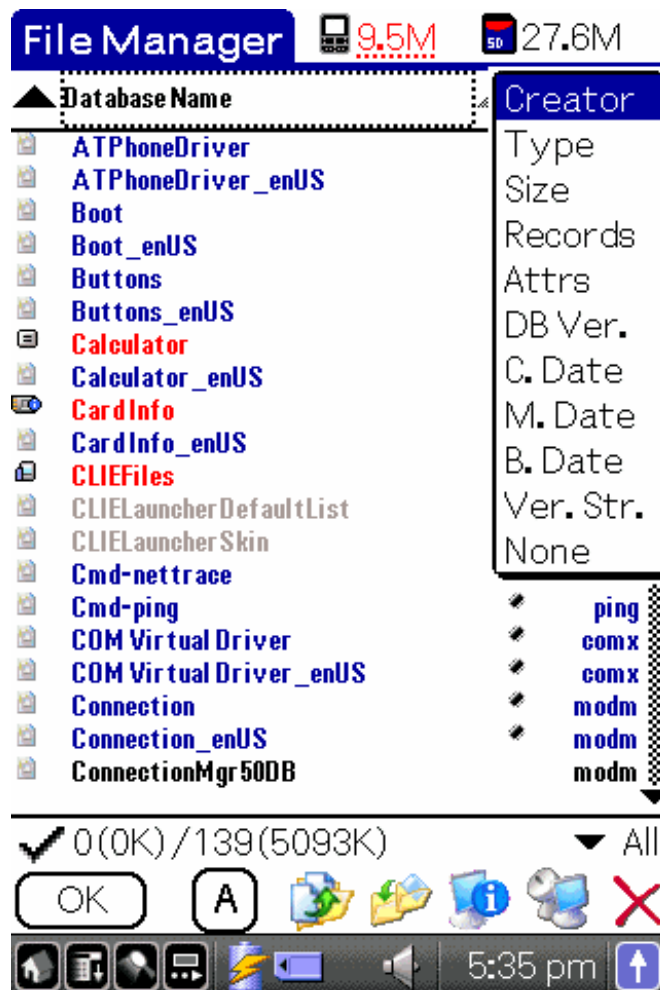 File Manager 9.5M SD 27.6M
Database Name
Creator
Type
Size
Records
Attrs
DB Ver.
C. Date
M. Date
B. Date
Ver. Str.
None
ATPhoneDriver
ATPhoneDriver_enUS
Boot
Boot_enUS
Buttons
Buttons_enUS
Calculator
Calculator_enUS
CardInfo
CardInfo_enUS
CLIEFiles
CLIELauncherDefaultList
CLIELauncherSkin
Cmd-nettrace
Cmd-ping ping
COM Virtual Driver comx
COM Virtual Driver_enUS comx
Connection modm
Connection_enUS modm
ConnectionMgr50DB modm
0(0K)/139(5093K) All
OK A
5:35 pm